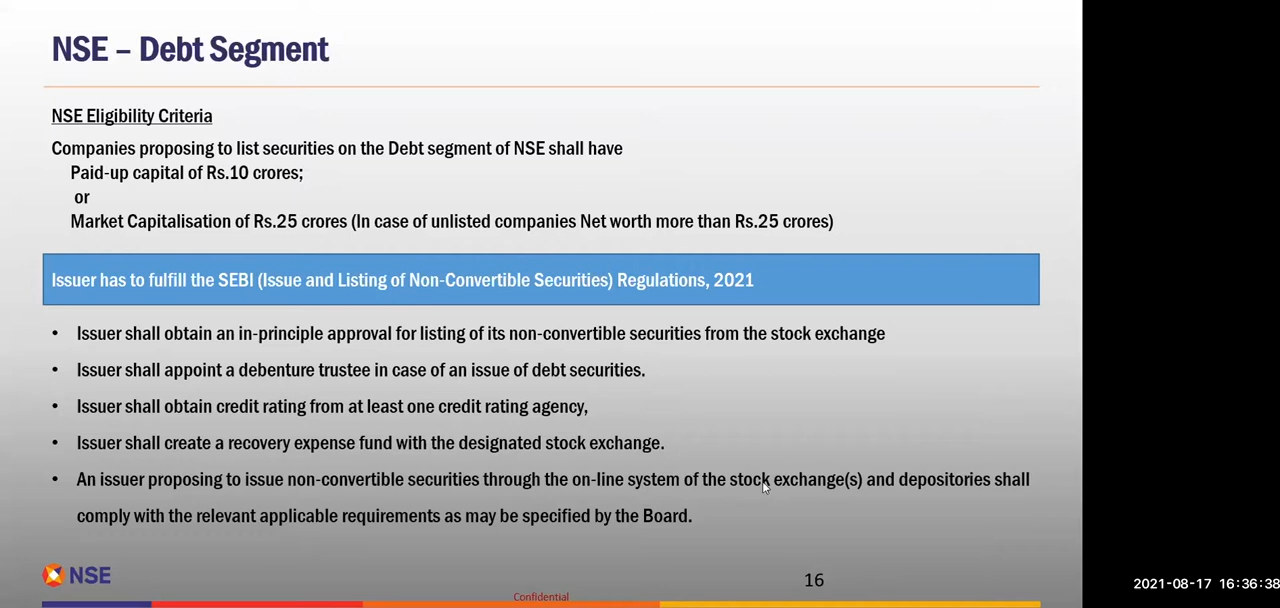 NSE – Debt Segment
NSE Eligibility Criteria
Companies proposing to list securities on the Debt segment of NSE shall have
Paid-up capital of Rs.10 crores;
or
Market Capitalisation of Rs.25 crores (In case of unlisted companies Net worth more than Rs.25 crores)
Issuer has to fulfill the SEBI (Issue and Listing of Non-Convertible Securities) Regulations, 2021
• Issuer shall obtain an in-principle approval for listing of its non-convertible securities from the stock exchange
• Issuer shall appoint a debenture trustee in case of an issue of debt securities.
• Issuer shall obtain credit rating from at least one credit rating agency,
• Issuer shall create a recovery expense fund with the designated stock exchange.
• An issuer proposing to issue non-convertible securities through the on-line system of the stock exchange(s) and depositories shall
comply with the relevant applicable requirements as may be specified by the Board.
NSE
16
2021-08-17 16:36:38
Confidential